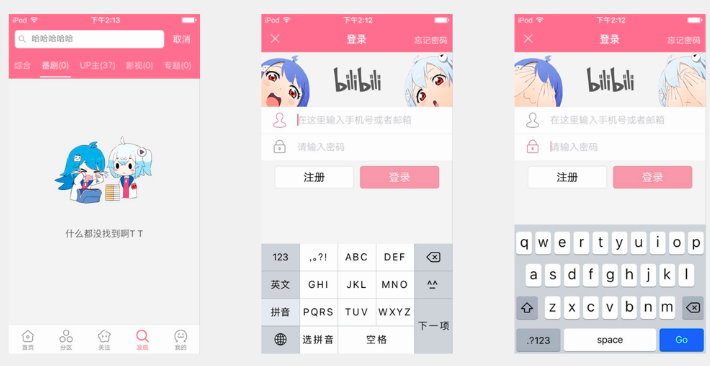 iPod 下午2:13
哈哈哈哈哈 取消
综合 番剧(0) UP主(37) 影视(0) 专题(0)
什么都没找到啊T T
首页 分区 关注 发现 我的
iPod 下午2:12
登录 忘记密码
bilibili
在这里输入手机号或者邮箱
请输入密码
注册 登录
123 ,。?! ABC DEF
英文 GHI JKL MNO ^^
拼音 PQRS TUV WXYZ
选拼音 空格 下一项
iPod 下午2:12
登录 忘记密码
bilibili
在这里输入手机号或者邮箱
请输入密码
注册 登录
q w e r t y u i o p
a s d f g h j k l
z x c v b n m
.?123 space Go